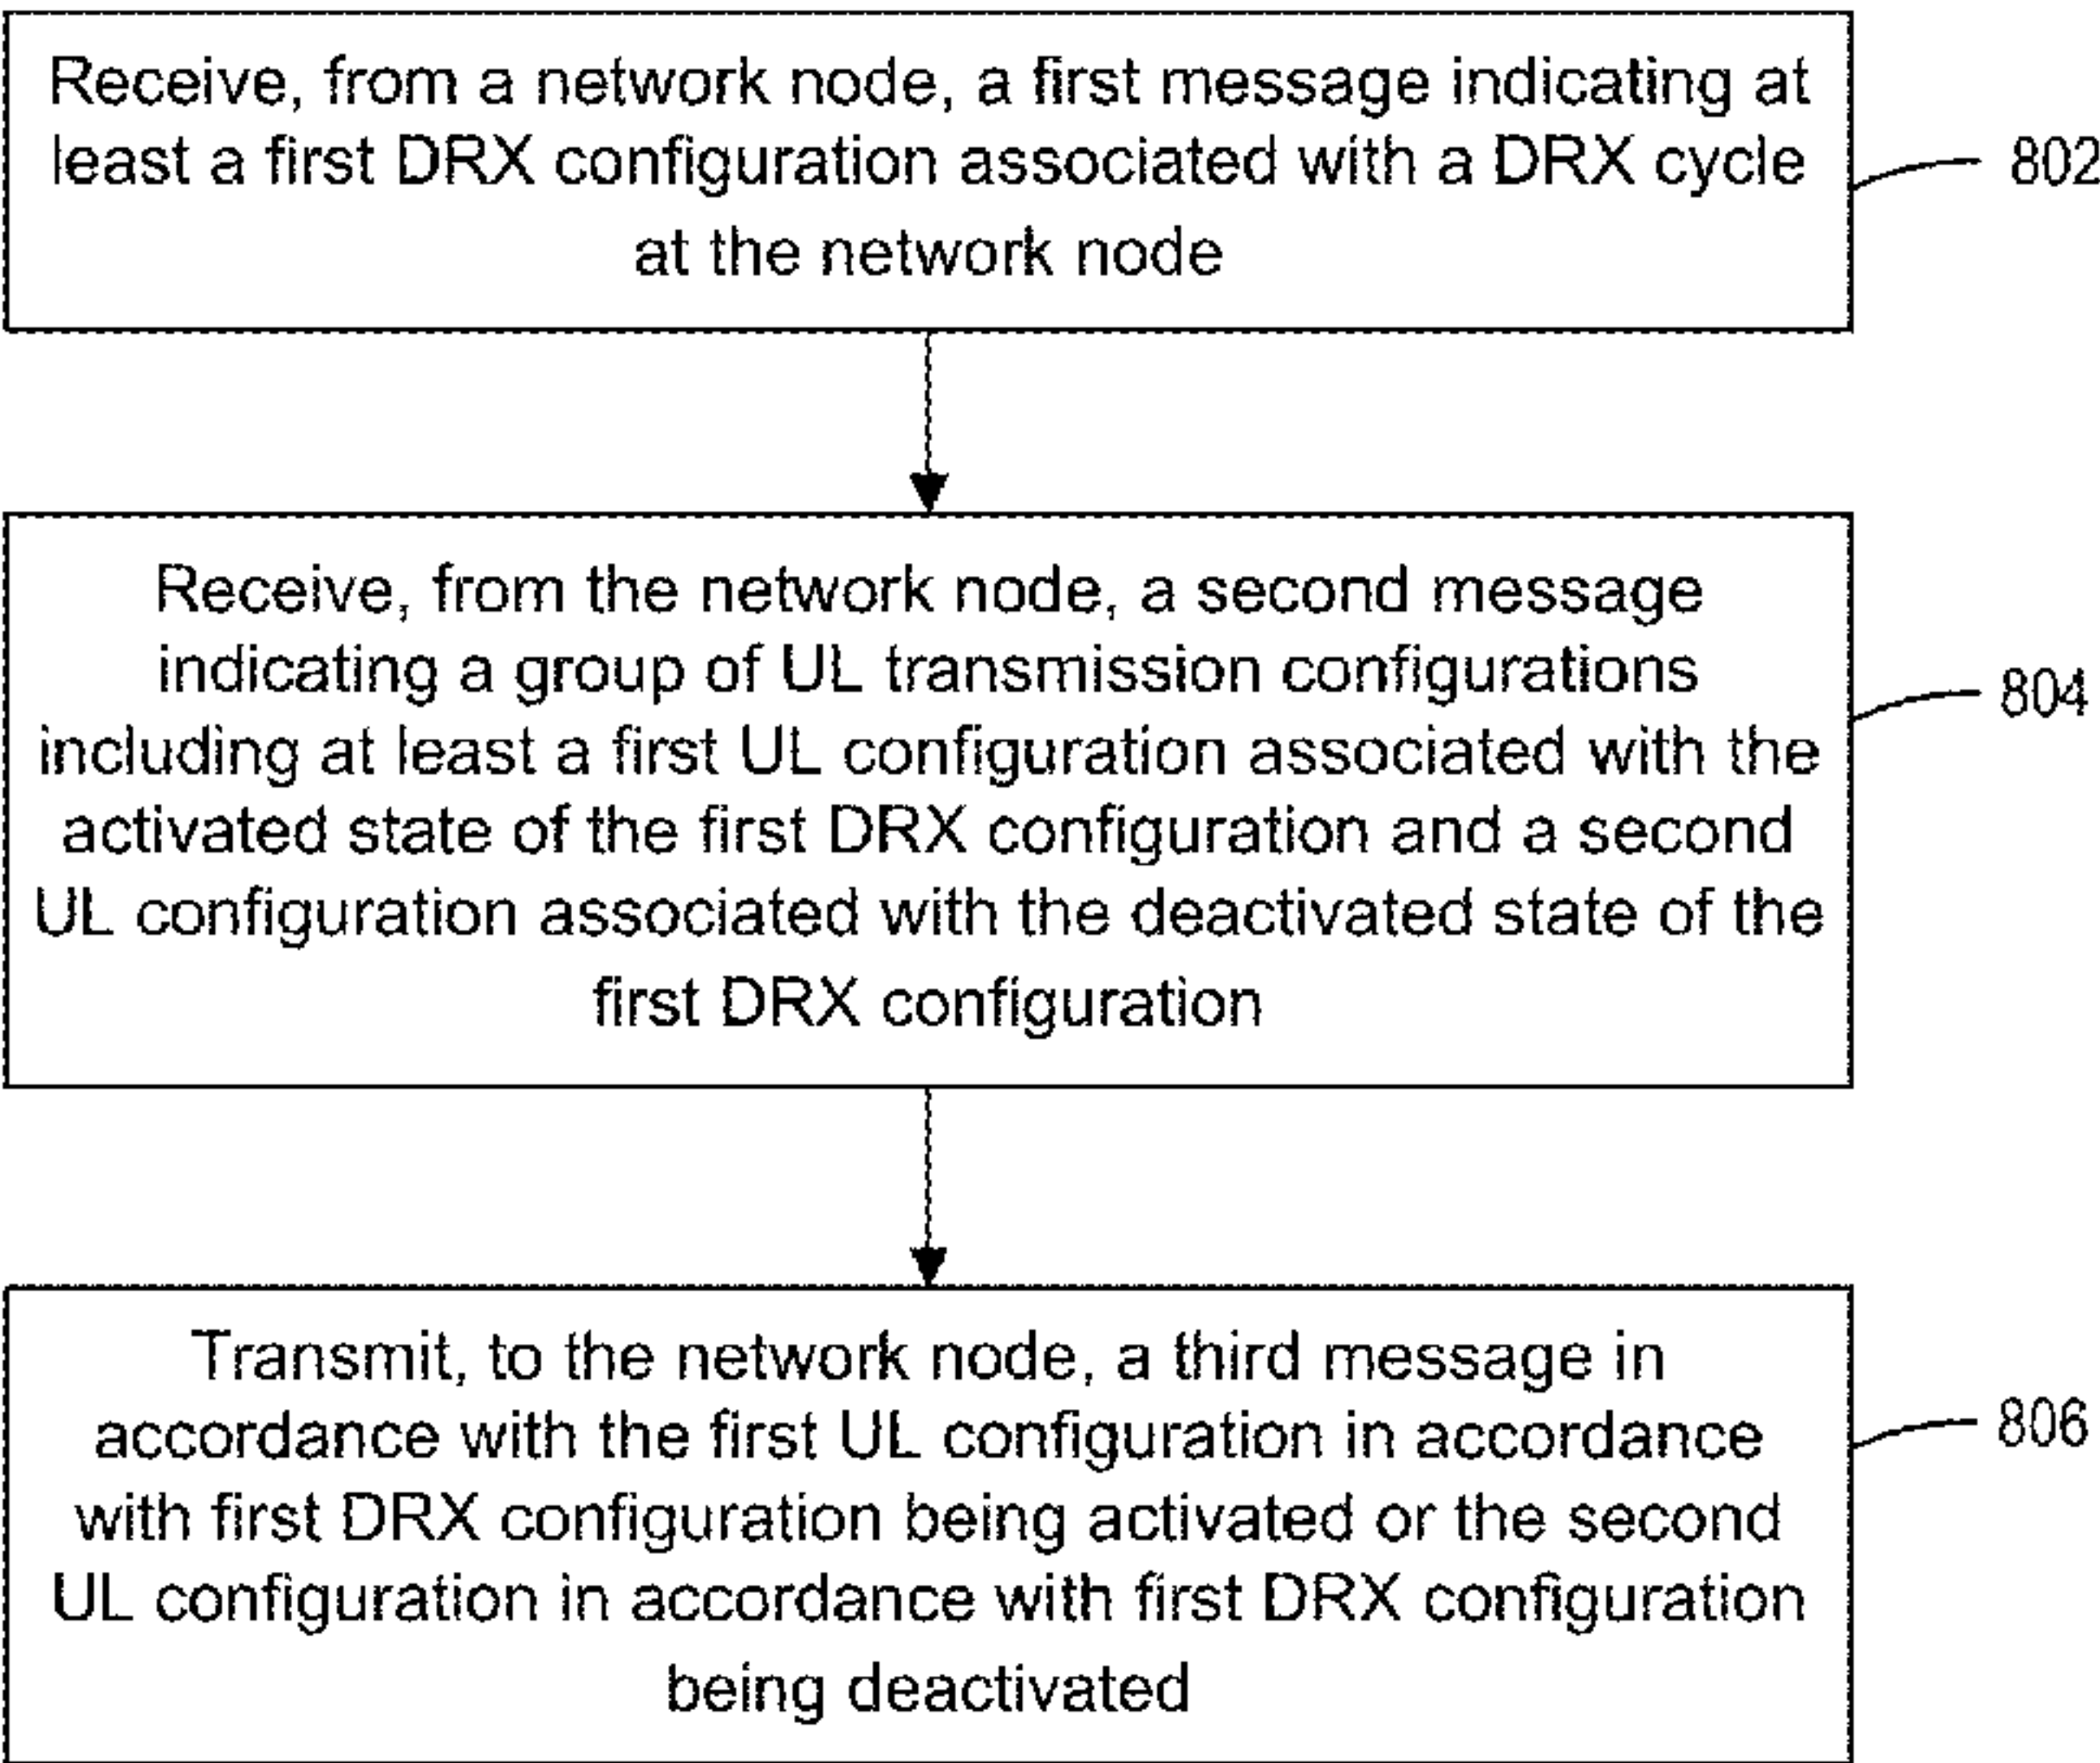 Receive, from a network node, a first message indicating at
least a first DRX configuration associated with a DRX cycle
at the network node
802
Receive, from the network node, a second message
indicating a group of UL transmission configurations
including at least a first UL configuration associated with the
activated state of the first DRX configuration and a second
UL configuration associated with the deactivated state of the
first DRX configuration
804
Transmit, to the network node, a third message in
accordance with the first UL configuration in accordance
with first DRX configuration being activated or the second
UL configuration in accordance with first DRX configuration
being deactivated
806